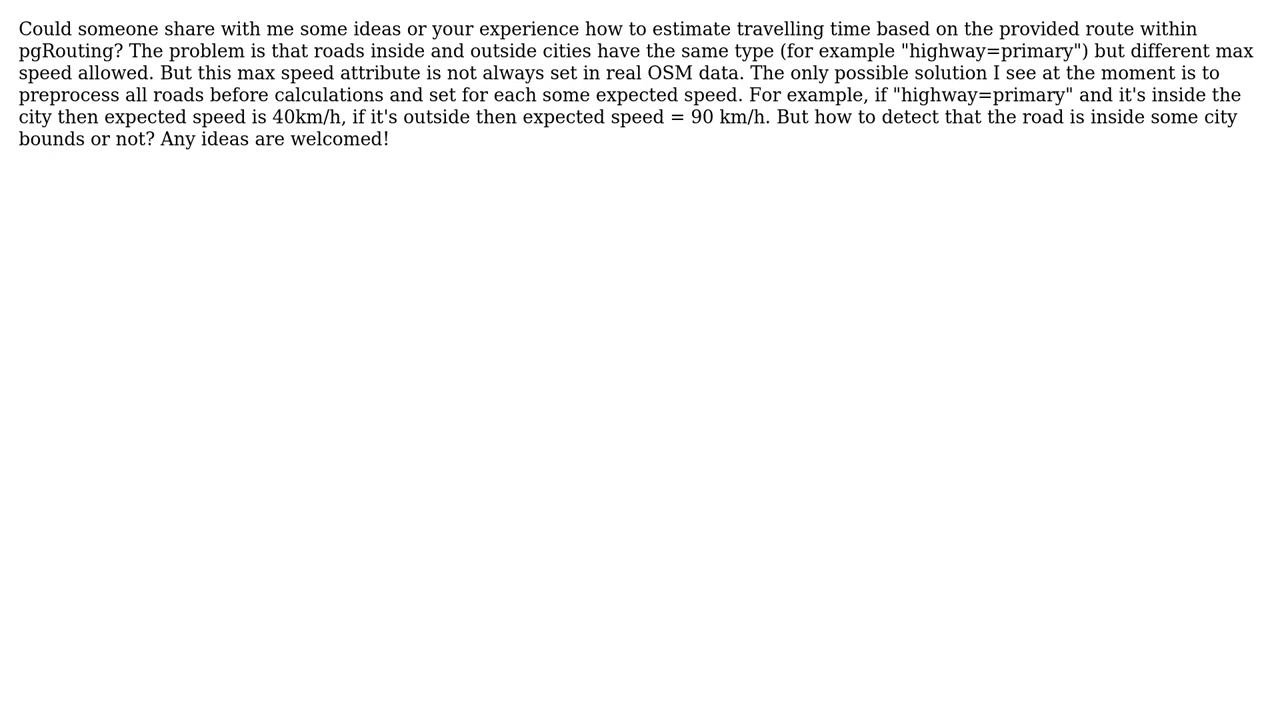 Could someone share with me some ideas or your experience how to estimate travelling time based on the provided route within
pgRouting? The problem is that roads inside and outside cities have the same type (for example "highway=primary") but different max
speed allowed. But this max speed attribute is not always set in real OSM data. The only possible solution I see at the moment is to
preprocess all roads before calculations and set for each some expected speed. For example, if "highway=primary" and it's inside the
city then expected speed is 40km/h, if it's outside then expected speed = 90 km/h. But how to detect that the road is inside some city
bounds or not? Any ideas are welcomed!